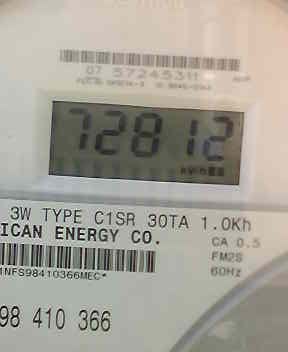 07 57245311
72812
kWh
3W TYPE C1SR 30TA 1.0Kh
ICAN ENERGY CO.
CA 0.5
FM2S
60Hz
1NFS98410366MEC*
98 410 366